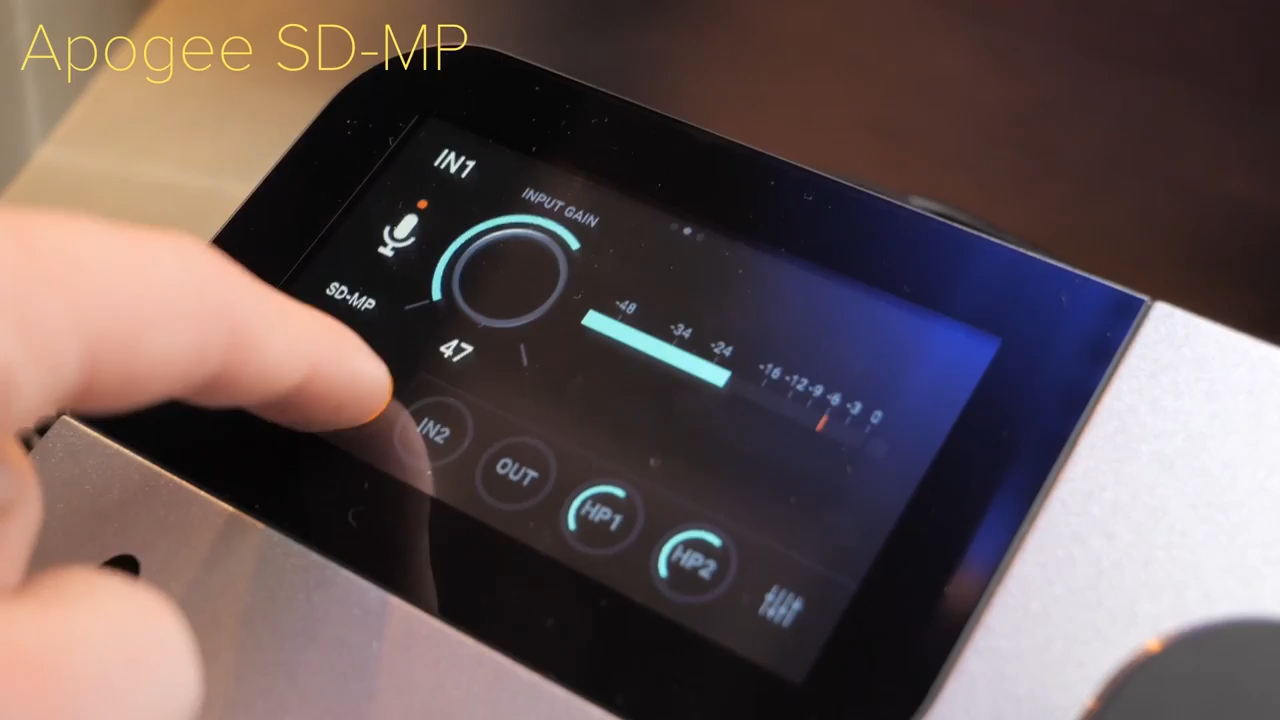 Apogee SD-MP
IN1
INPUT GAIN
SD-MP
47
-48 -34 -24 -16 -12 -9 -6 -3 0
IN2 OUT HP1 HP2